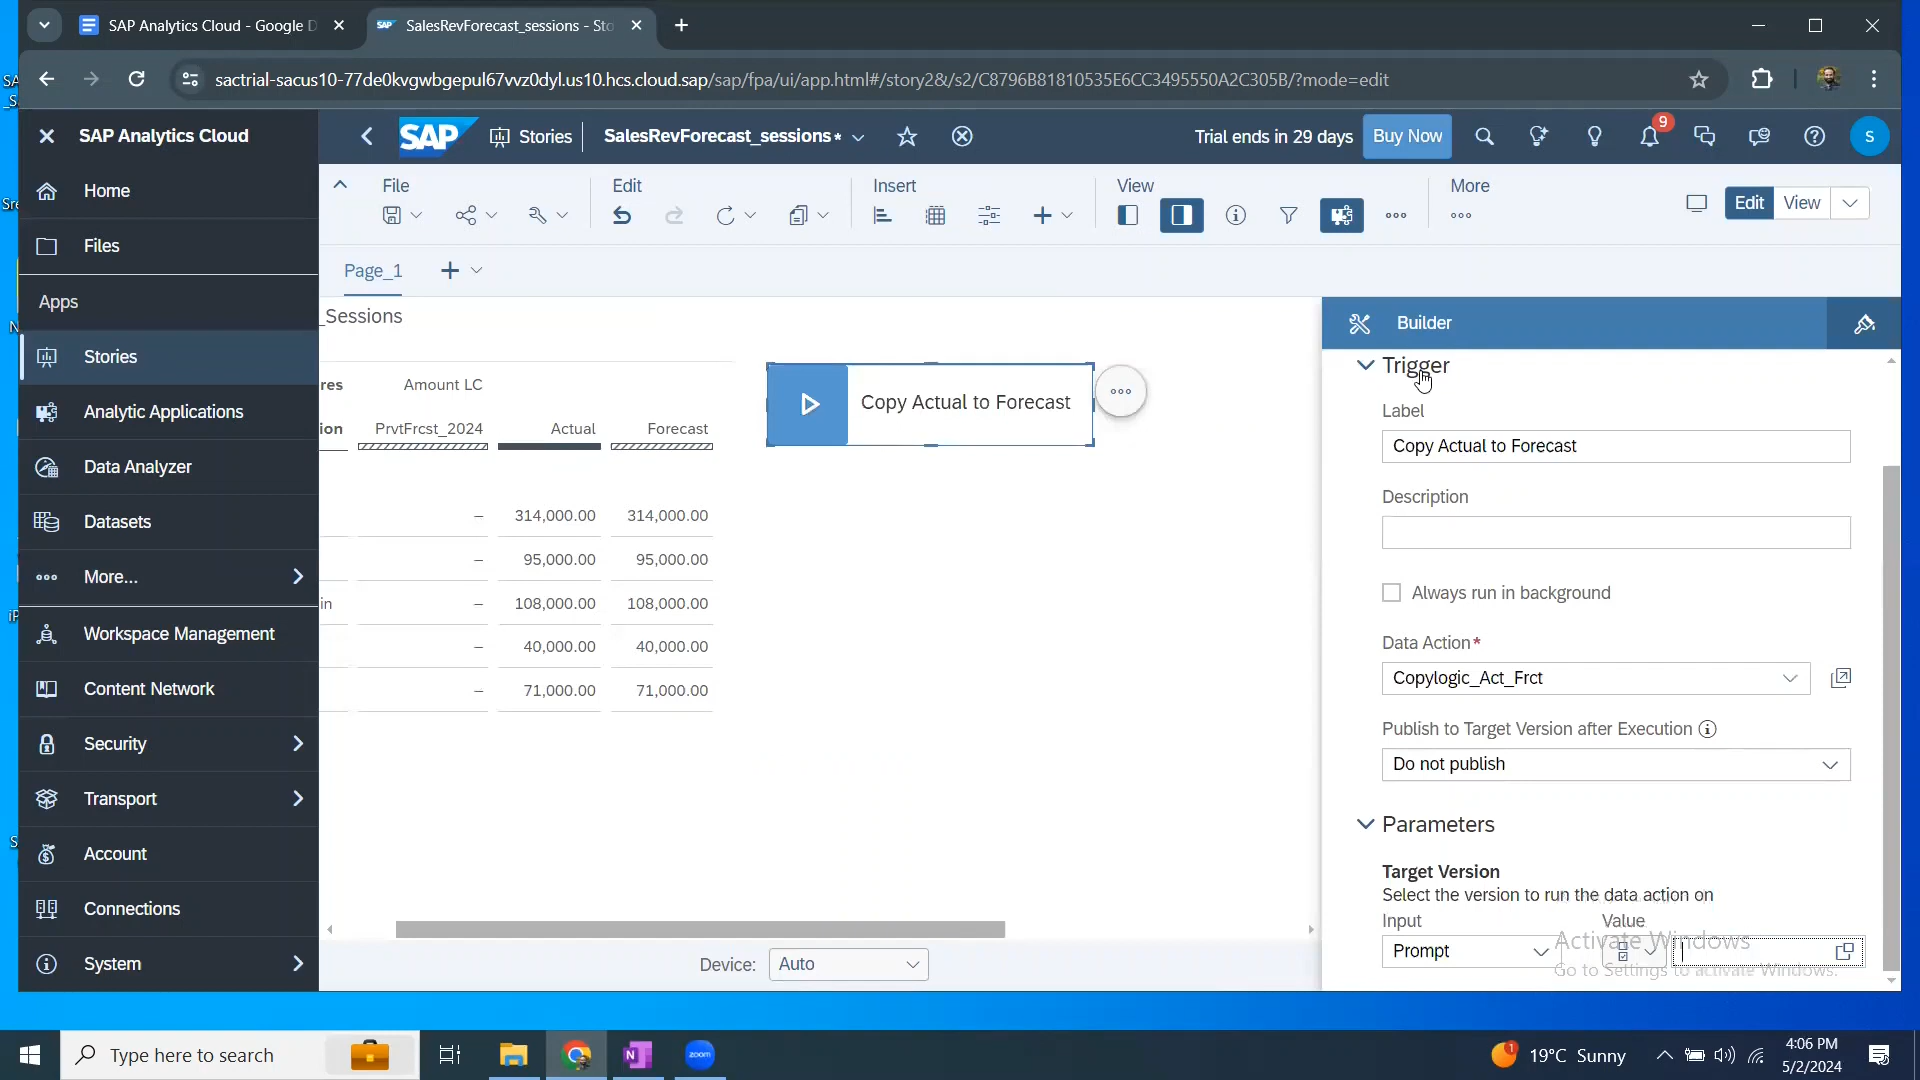 SAP Analytics Cloud - Google D
SalesRevForecast_sessions - Sto
sactrial-sacus10-77de0kvgwbgepul67vvz0dyl.us10.hcs.cloud.sap/sap/fpa/ui/app.html#/story2&/s2/C8796B81810535E6CC3495550A2C305B/?mode=edit
SAP Analytics Cloud
SAP
Stories
SalesRevForecast_sessions*
Trial ends in 29 days
Buy Now
9
S
Home
Files
Apps
Stories
Analytic Applications
Data Analyzer
Datasets
More...
Workspace Management
Content Network
Security
Transport
Account
Connections
System
File
Edit
Insert
View
More
Edit
View
Page_1
_Sessions
res
Amount LC
ion
PrvtFrcst_2024
Actual
Forecast
– 314,000.00 314,000.00
– 95,000.00 95,000.00
in – 108,000.00 108,000.00
– 40,000.00 40,000.00
– 71,000.00 71,000.00
Copy Actual to Forecast
Device:
Auto
Builder
Trigger
Label
Copy Actual to Forecast
Description
Always run in background
Data Action*
Copylogic_Act_Frct
Publish to Target Version after Execution
Do not publish
Parameters
Target Version
Select the version to run the data action on
Input
Value
Prompt
Activate Windows
Go to Settings to activate Windows.
Type here to search
zoom
1
19°C Sunny
4:06 PM
5/2/2024